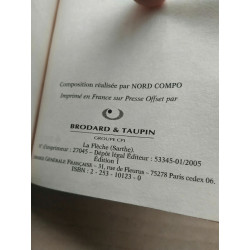 Composition réalisée par NORD COMPO
Imprimé en France sur Presse Offset par
BRODARD & TAUPIN
GROUPE CPI
La Flèche (Sarthe).
N° d'imprimeur : 27045 – Dépôt légal Éditeur : 53345-01/2005
Édition 1
GÉNÉRALE FRANÇAISE - 31, rue de Fleurus - 75278 Paris cedex 06.
ISBN : 2 - 253 - 10123 - 0